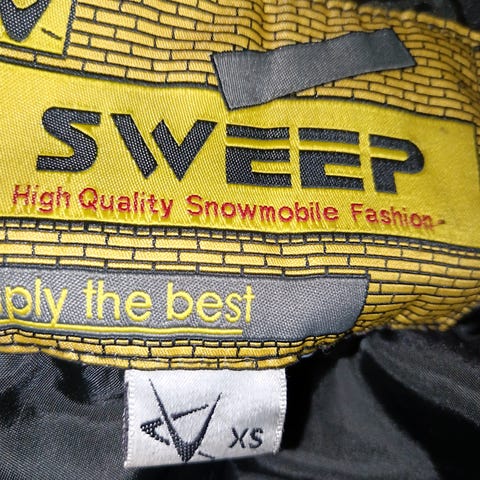 SWEEP
High Quality Snowmobile Fashion
ply the best
XS